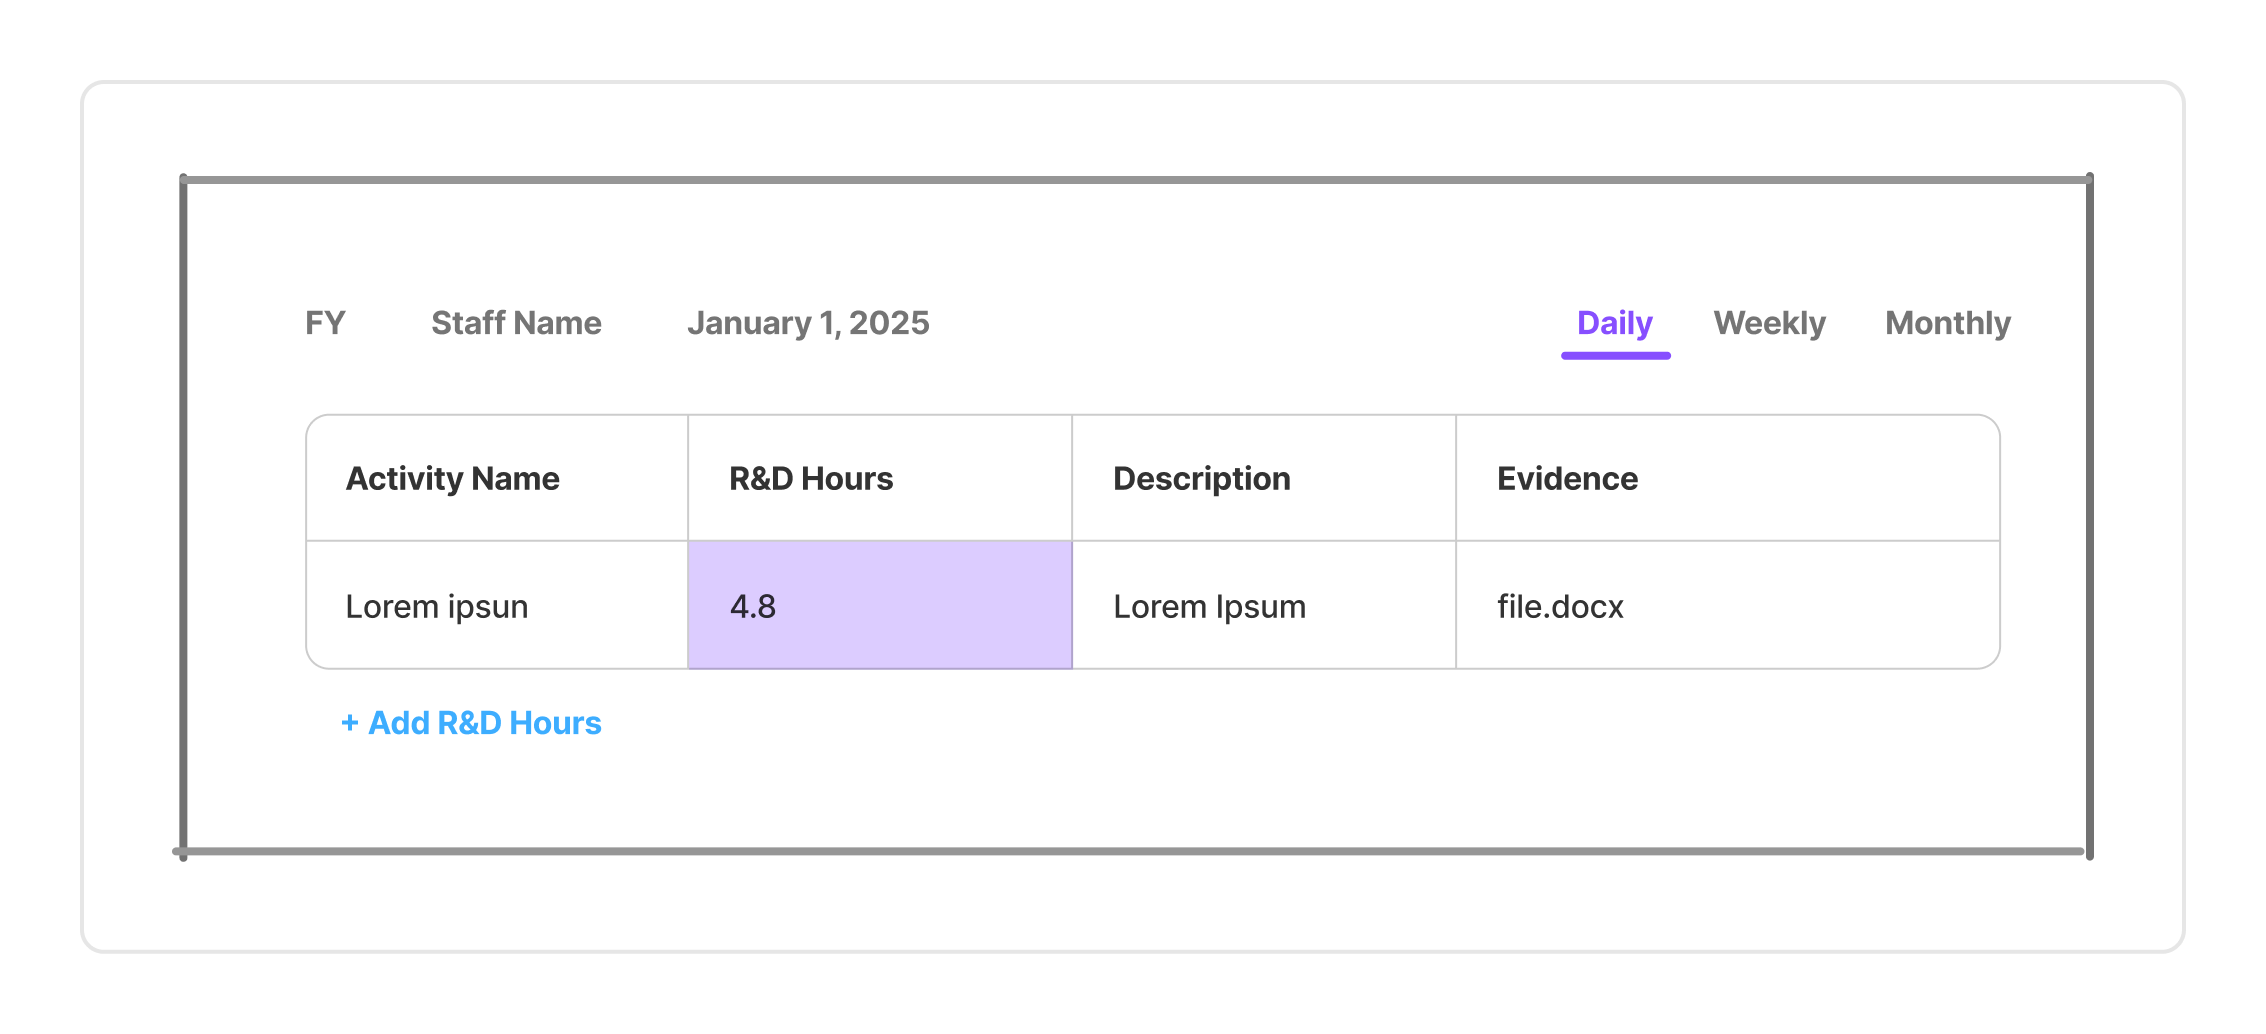 FY Staff Name January 1, 2025 Daily Weekly Monthly
Activity Name R&D Hours Description Evidence
Lorem ipsun 4.8 Lorem Ipsum file.docx
+ Add R&D Hours